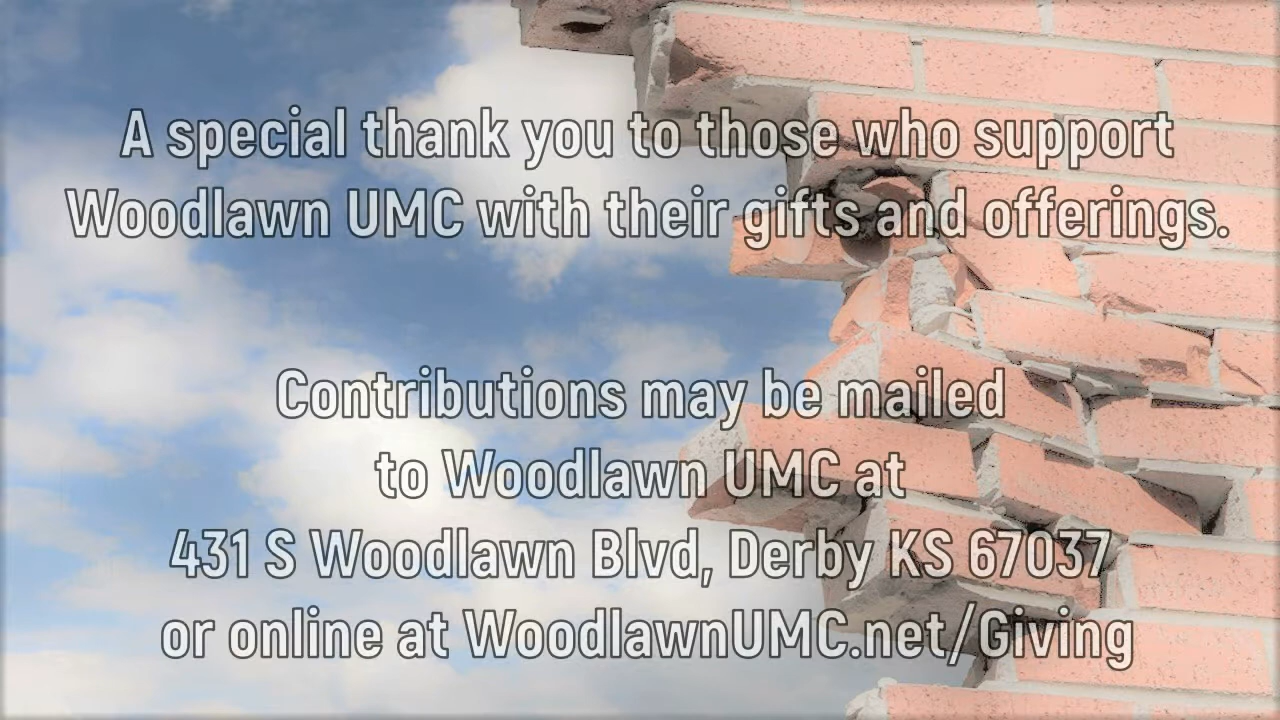 A special thank you to those who support
Woodlawn UMC with their gifts and offerings.
Contributions may be mailed
to Woodlawn UMC at
431 S Woodlawn Blvd, Derby KS 67037
or online at WoodlawnUMC.net/Giving